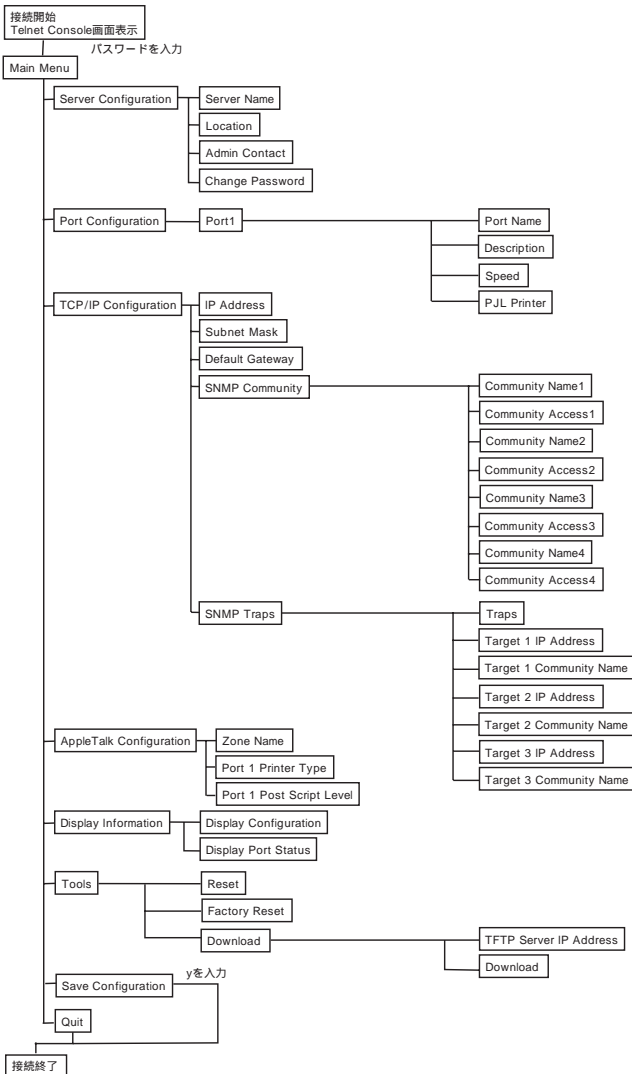 接続開始
Telnet Console画面表示
パスワードを入力
Main Menu
Server Configuration
Server Name
Location
Admin Contact
Change Password
Port Configuration
Port1
Port Name
Description
Speed
PJL Printer
TCP/IP Configuration
IP Address
Subnet Mask
Default Gateway
SNMP Community
Community Name1
Community Access1
Community Name2
Community Access2
Community Name3
Community Access3
Community Name4
Community Access4
SNMP Traps
Traps
Target 1 IP Address
Target 1 Community Name
Target 2 IP Address
Target 2 Community Name
Target 3 IP Address
Target 3 Community Name
AppleTalk Configuration
Zone Name
Port 1 Printer Type
Port 1 Post Script Level
Display Information
Display Configuration
Display Port Status
Tools
Reset
Factory Reset
Download
TFTP Server IP Address
Download
Save Configuration
yを入力
Quit
接続終了